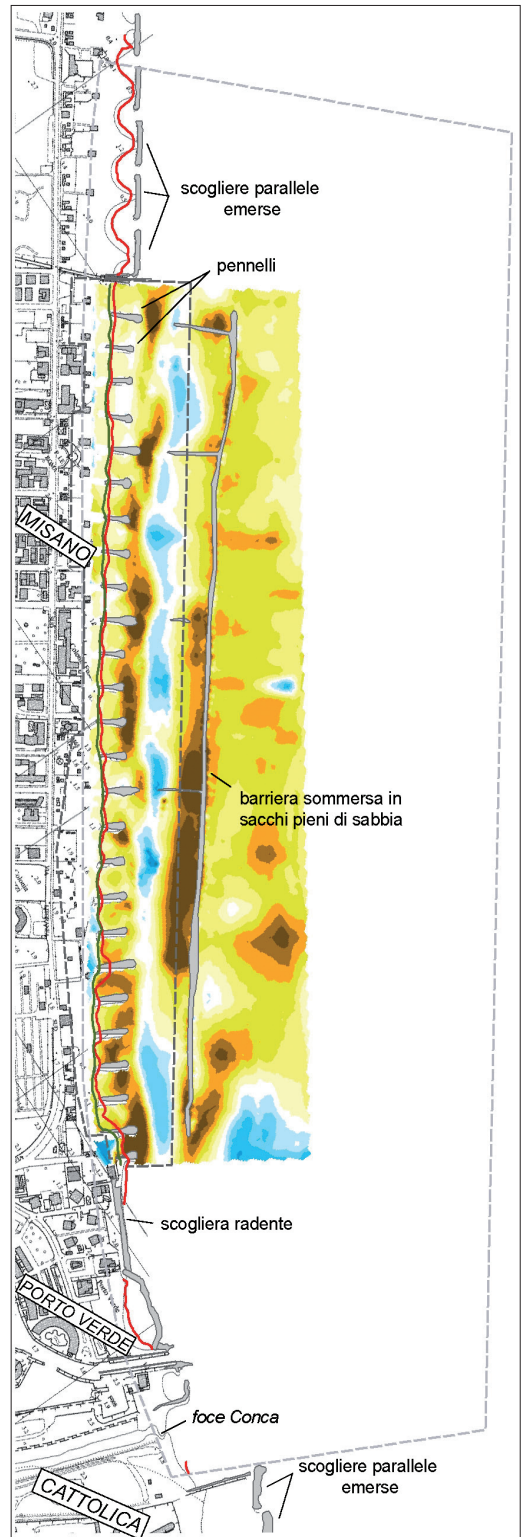 scogliere parallele
emerse
pennelli
MISANO
barriera sommersa in
sacchi pieni di sabbia
scogliera radente
PORTO VERDE
foce Conca
scogliere parallele
emerse
CATTOLICA